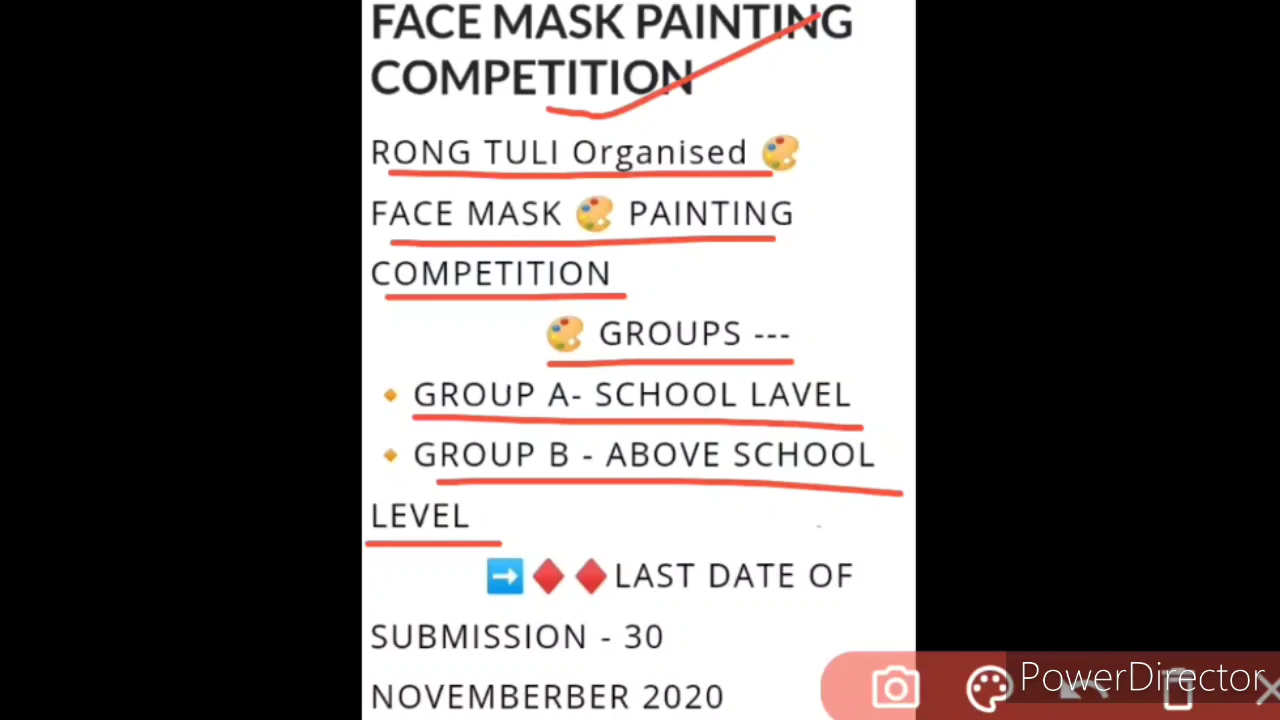 FACE MASK PAINTING
COMPETITION
RONG TULI Organised 🎨
FACE MASK 🎨 PAINTING
COMPETITION
🎨 GROUPS ---
🔸 GROUP A- SCHOOL LAVEL
🔸 GROUP B - ABOVE SCHOOL
LEVEL
➡️♦️♦️LAST DATE OF
SUBMISSION - 30
NOVEMBERBER 2020
PowerDirector